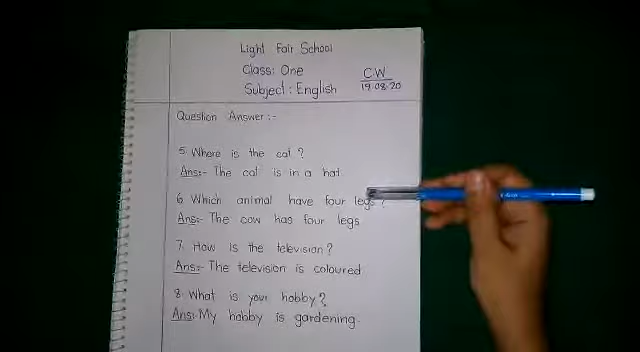 Light Fair School
Class: One
C.W
Subject: English
19.08.20
Question Answer:-
5. Where is the cat?
Ans:- The cat is in a hat.
6. Which animal have four legs?
Ans:- The cow has four legs.
7. How is the television?
Ans:- The television is coloured
8. What is your hobby?
Ans:- My hobby is gardening.